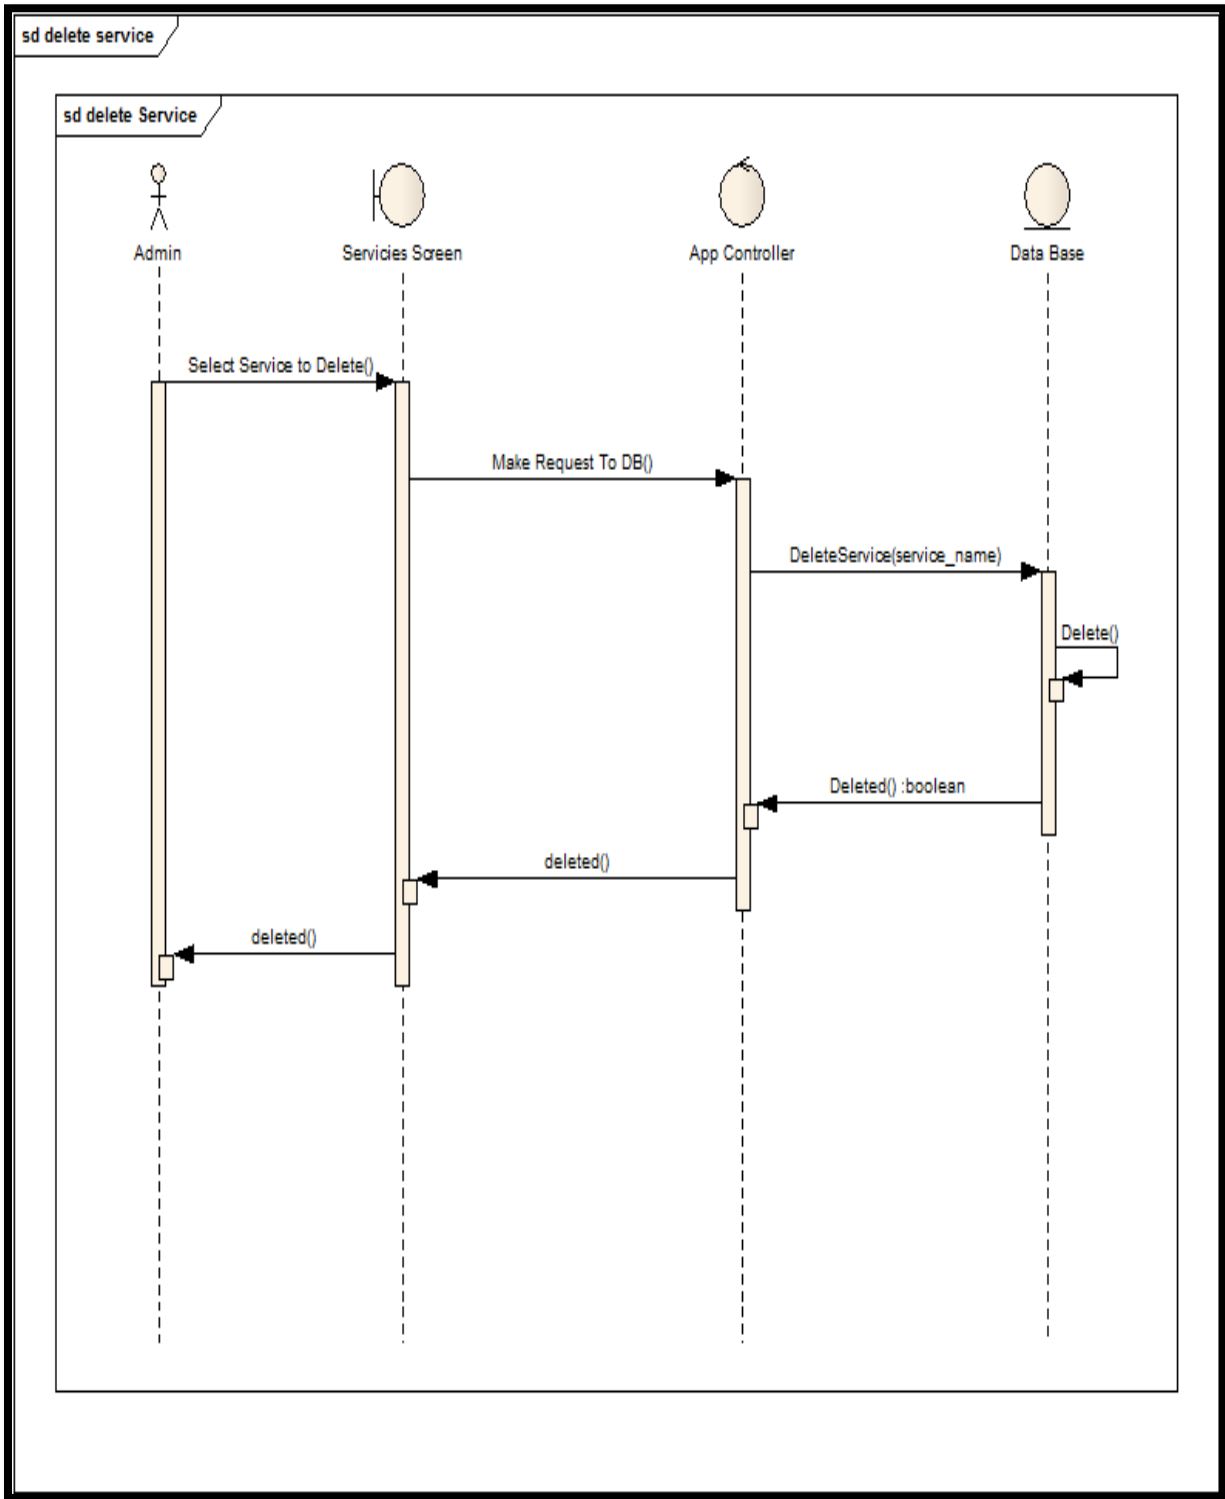 sd delete service
sd delete Service
Admin
Servicies Screen
App Controller
Data Base
Select Service to Delete()
Make Request To DB()
DeleteService(service_name)
Delete()
Deleted() :boolean
deleted()
deleted()